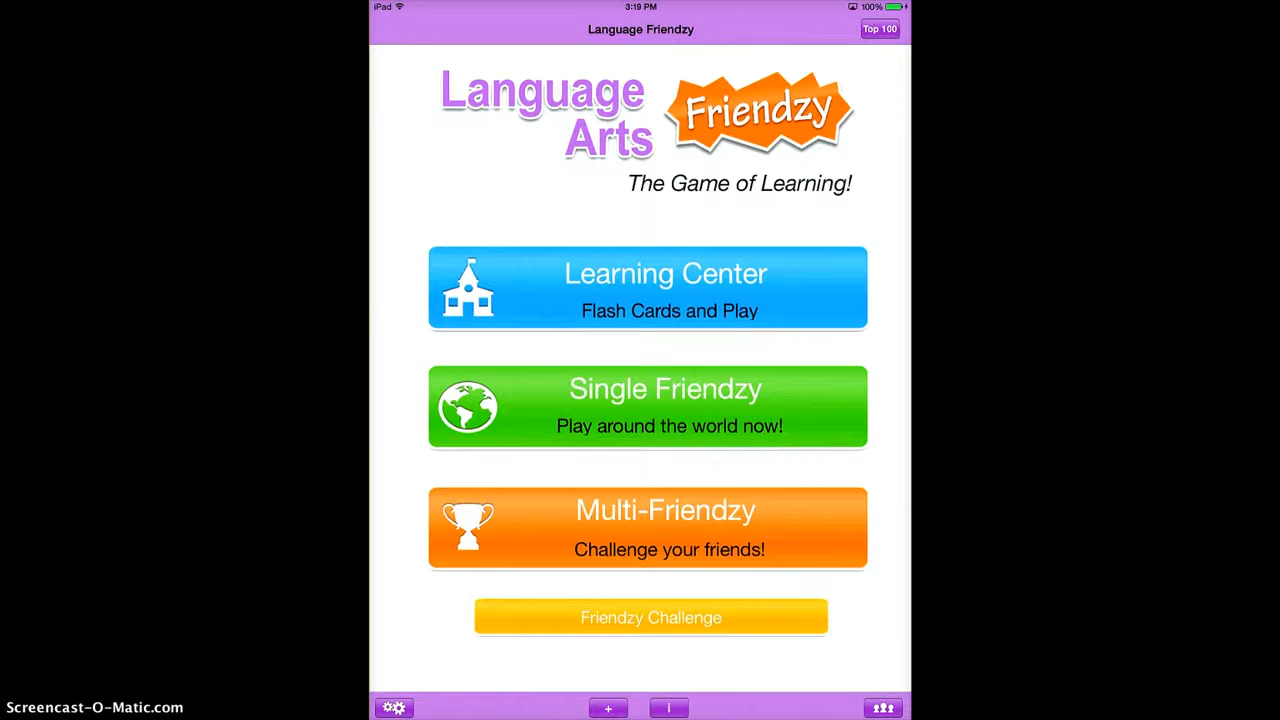 iPad 3:19 PM 100%
Language Friendzy Top 100
Language Friendzy
Arts
The Game of Learning!
Learning Center
Flash Cards and Play
Single Friendzy
Play around the world now!
Multi-Friendzy
Challenge your friends!
Friendzy Challenge
+ i
Screencast-O-Matic.com